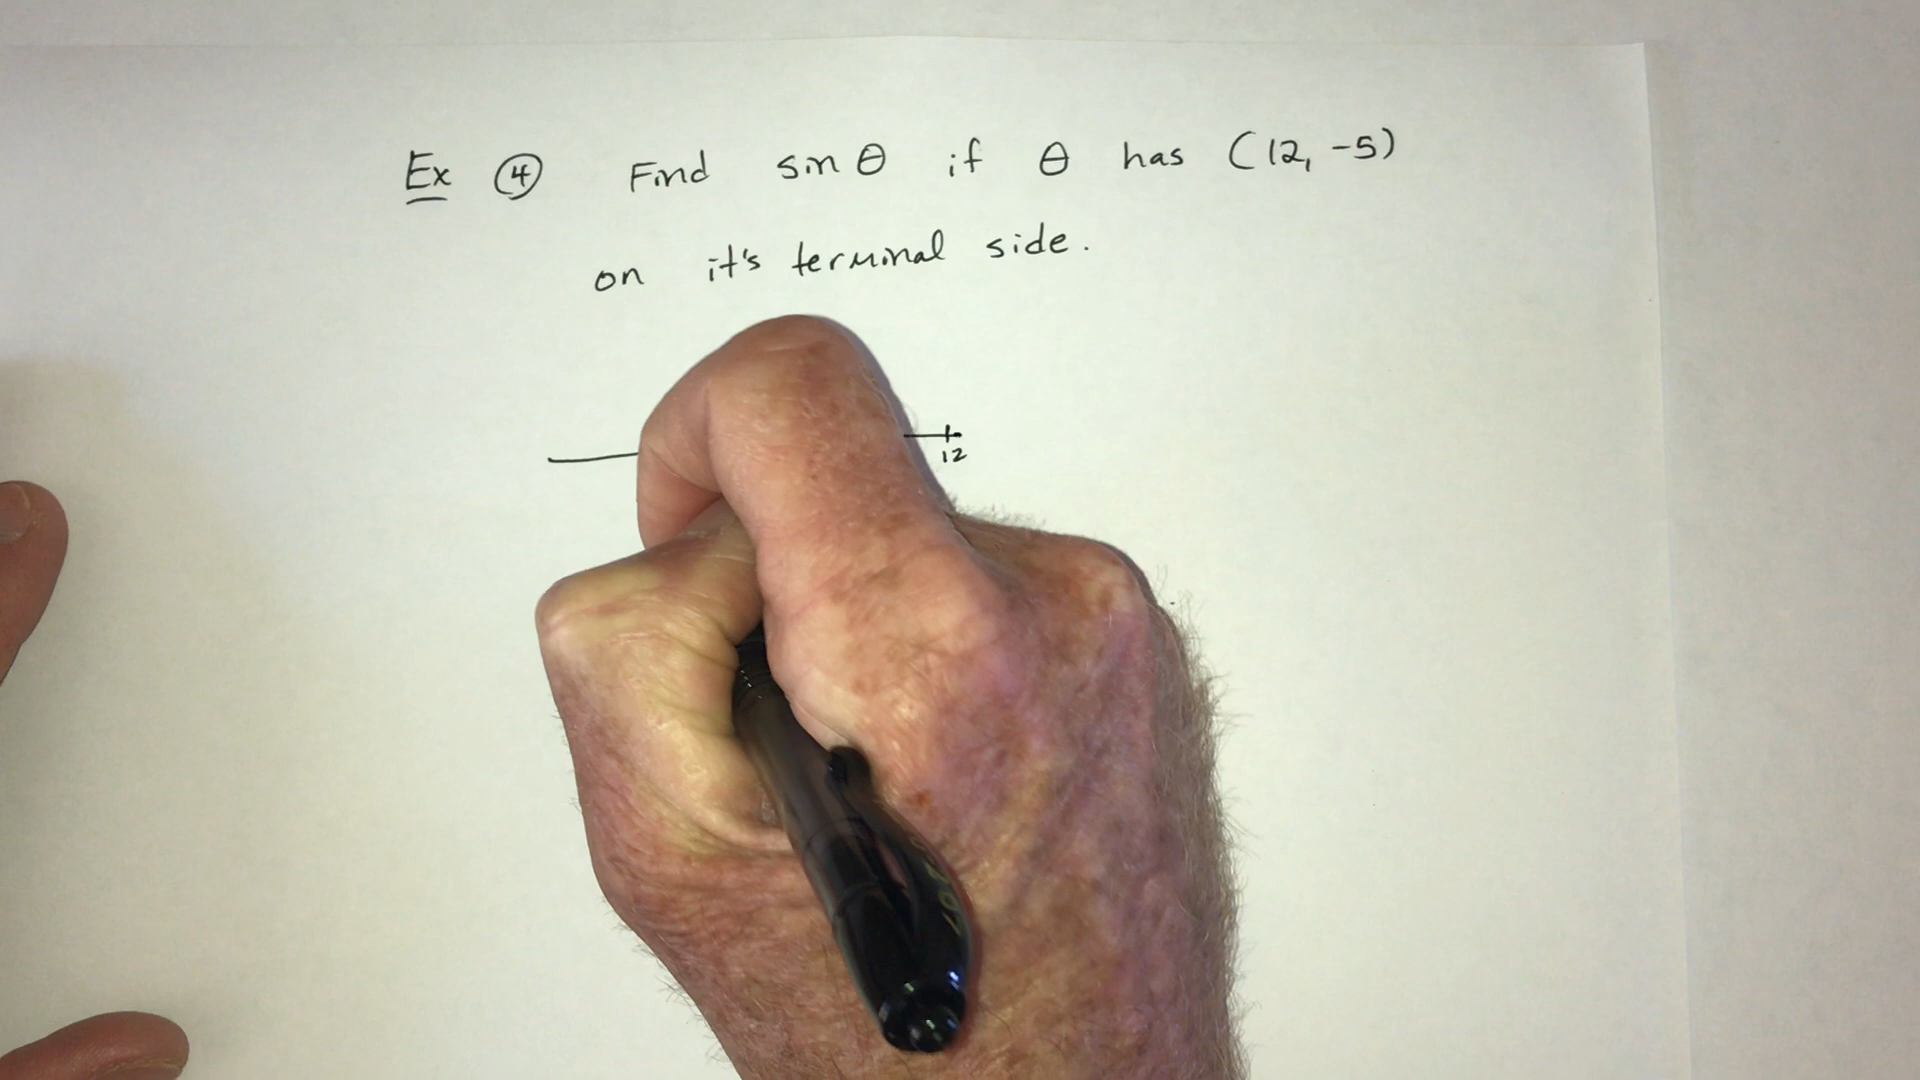 Ex ④ Find sin θ if θ has (12, -5)
on it's terminal side.
12